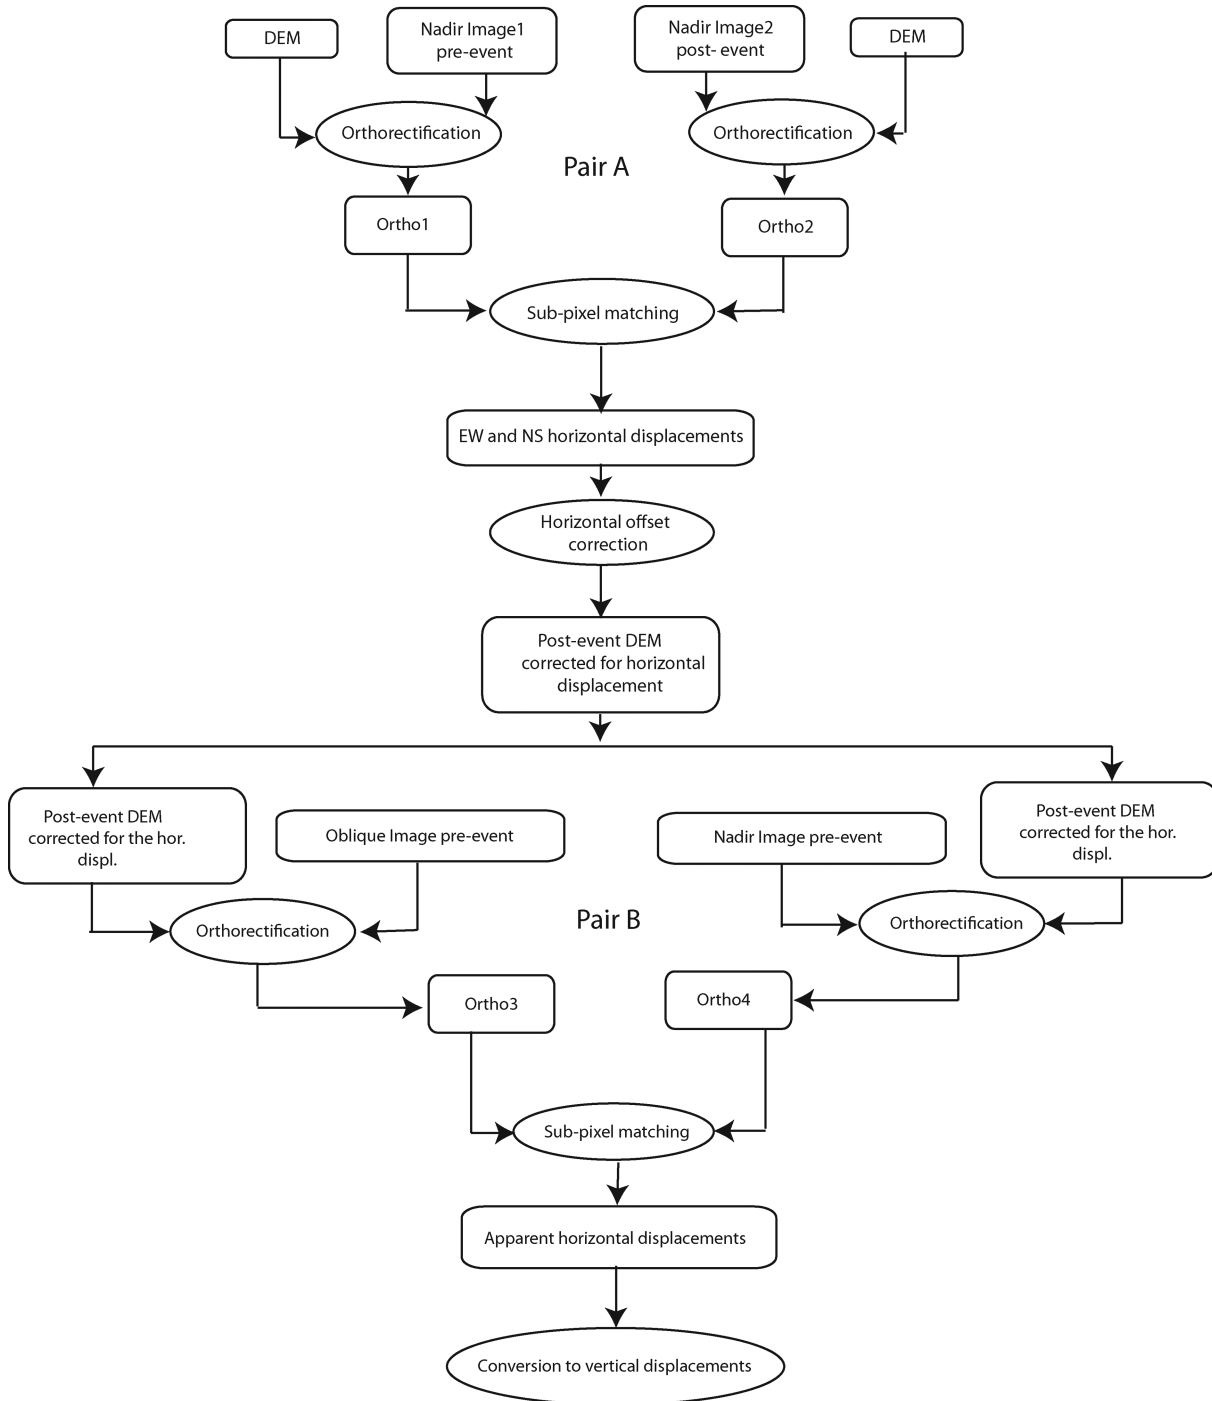 DEM
Nadir Image1
pre-event
Nadir Image2
post- event
DEM
Orthorectification
Orthorectification
Pair A
Ortho1
Ortho2
Sub-pixel matching
EW and NS horizontal displacements
Horizontal offset
correction
Post-event DEM
corrected for horizontal
displacement
Post-event DEM
corrected for the hor.
displ.
Oblique Image pre-event
Nadir Image pre-event
Post-event DEM
corrected for the hor.
displ.
Orthorectification
Pair B
Orthorectification
Ortho3
Ortho4
Sub-pixel matching
Apparent horizontal displacements
Conversion to vertical displacements